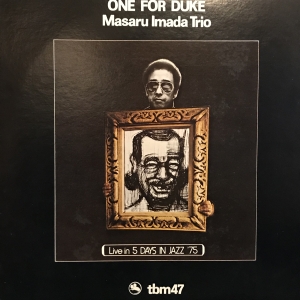 ONE FOR DUKE
Masaru Imada Trio
Live in 5 DAYS IN JAZZ '75
tbm47